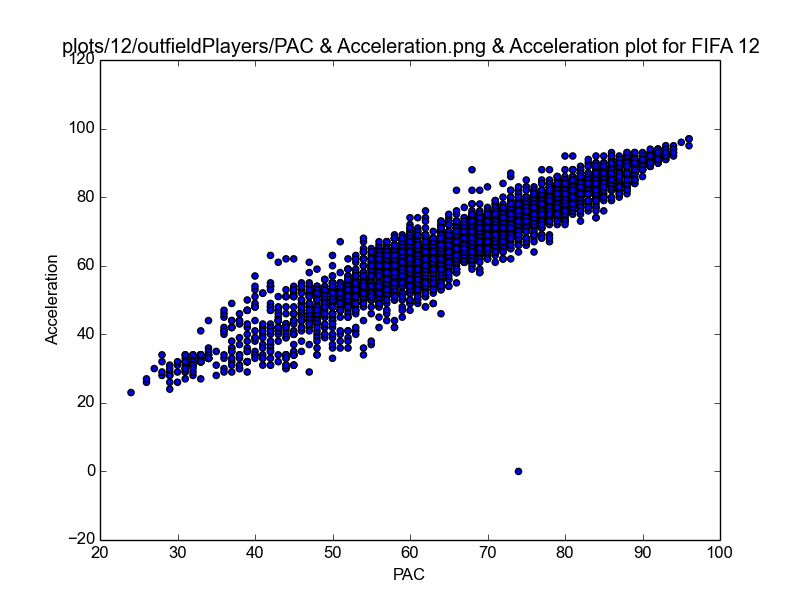 plots/12/outfieldPlayers/PAC & Acceleration.png & Acceleration plot for FIFA 12
120
100
80
60
40
20
0
−20
Acceleration
20 30 40 50 60 70 80 90 100
PAC